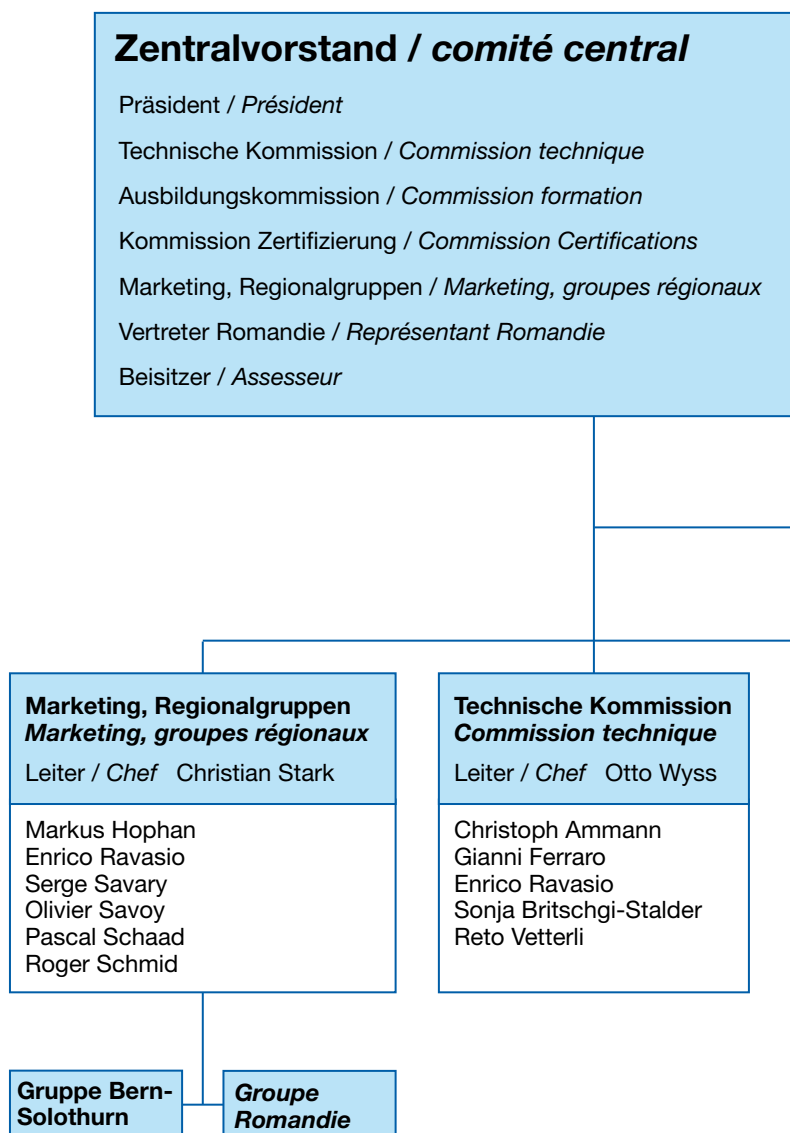 Zentralvorstand / comité central
Präsident / Président
Technische Kommission / Commission technique
Ausbildungskommission / Commission formation
Kommission Zertifizierung / Commission Certifications
Marketing, Regionalgruppen / Marketing, groupes régionaux
Vertreter Romandie / Représentant Romandie
Beisitzer / Assesseur
Marketing, Regionalgruppen
Marketing, groupes régionaux
Leiter / Chef Christian Stark
Markus Hophan
Enrico Ravasio
Serge Savary
Olivier Savoy
Pascal Schaad
Roger Schmid
Technische Kommission
Commission technique
Leiter / Chef Otto Wyss
Christoph Ammann
Gianni Ferraro
Enrico Ravasio
Sonja Britschgi-Stalder
Reto Vetterli
Gruppe Bern-
Solothurn
Groupe
Romandie